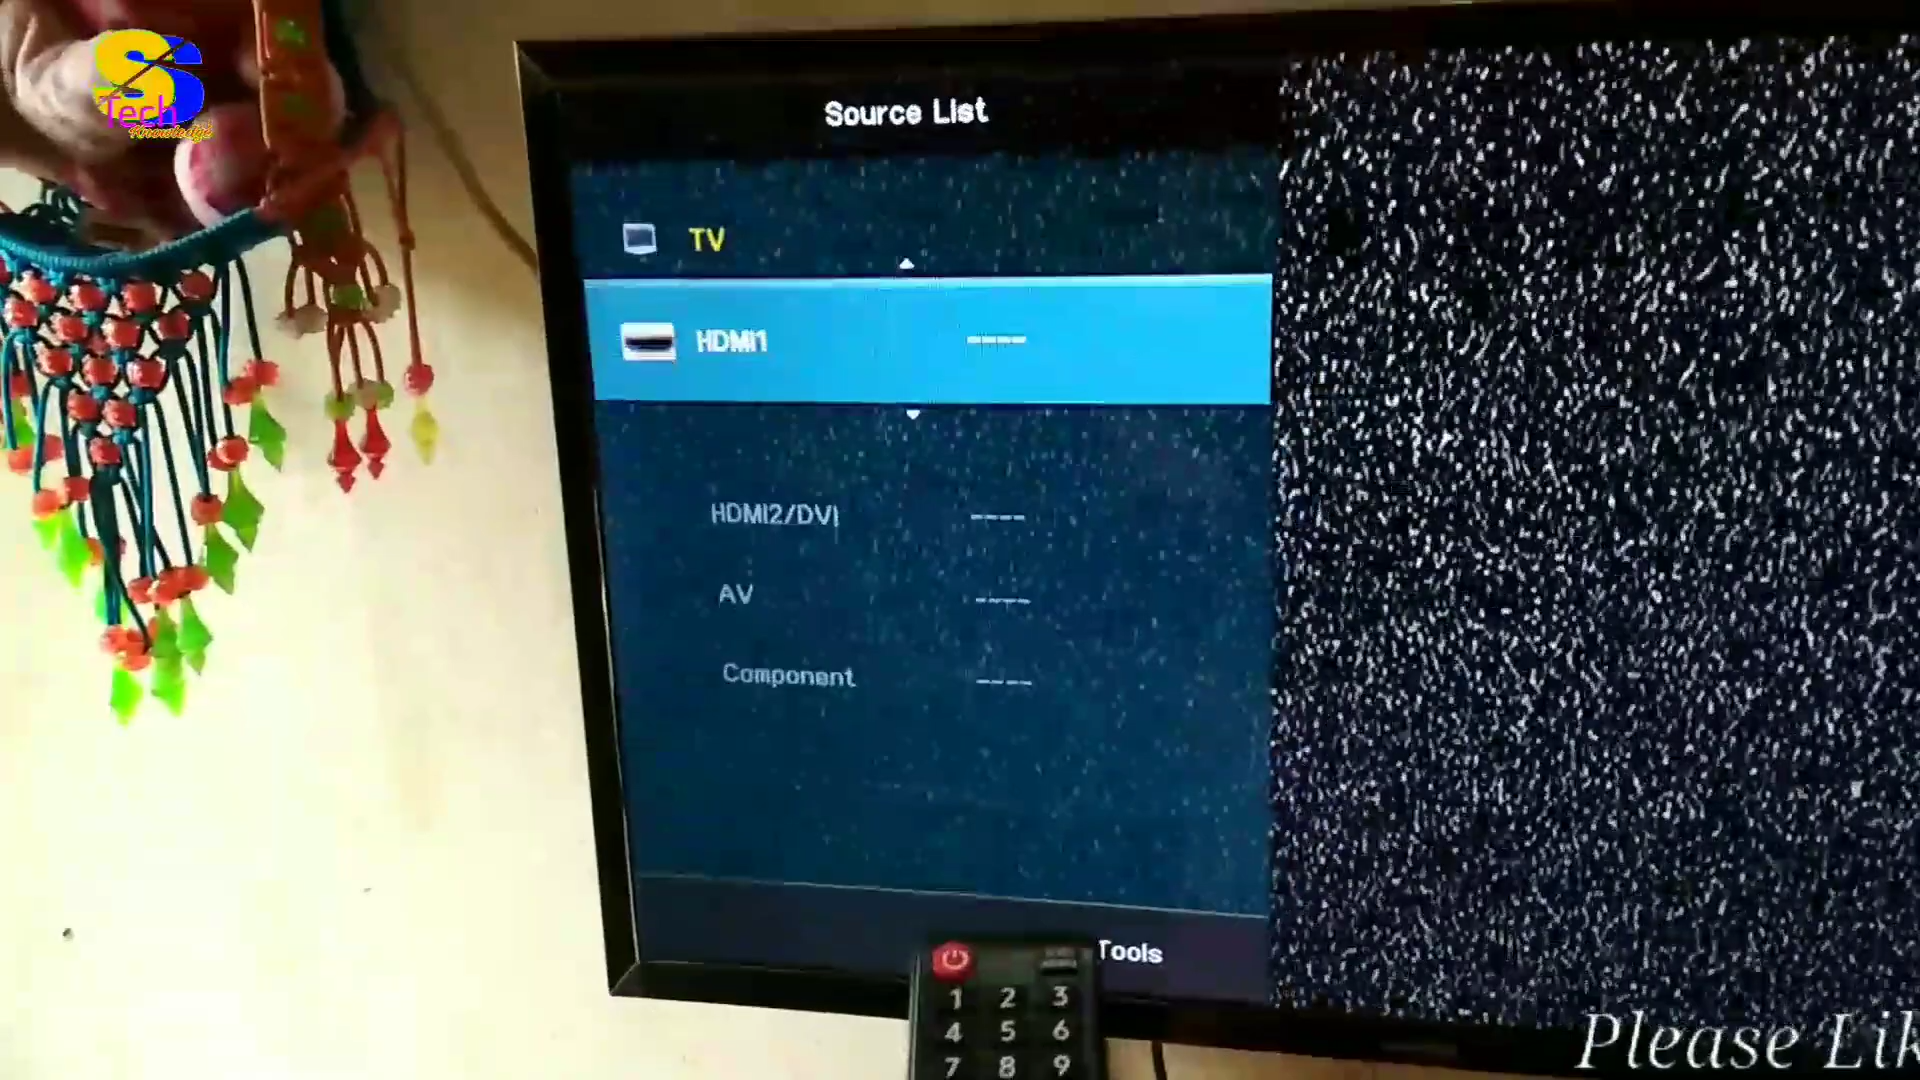 S
Tech
Knowledge
Source List
TV
HDMI1 ----
HDMI2/DVI ----
AV ----
Component ----
Tools
1 2 3
4 5 6
7 8 9
Please Lik